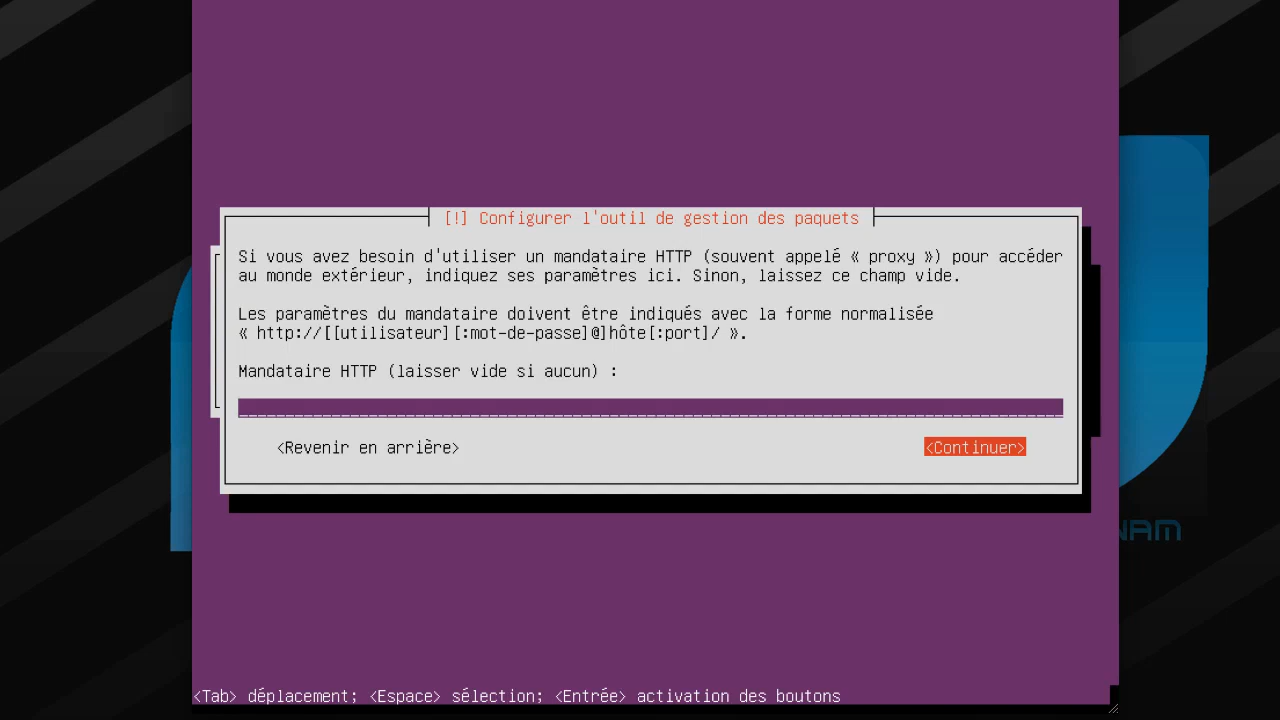 [!] Configurer l'outil de gestion des paquets
Si vous avez besoin d'utiliser un mandataire HTTP (souvent appelé « proxy ») pour accéder
au monde extérieur, indiquez ses paramètres ici. Sinon, laissez ce champ vide.
Les paramètres du mandataire doivent être indiqués avec la forme normalisée
« http://[[utilisateur][:mot-de-passe]@]hôte[:port]/ ».
Mandataire HTTP (laisser vide si aucun) :
<Revenir en arrière> <Continuer>
<Tab> déplacement; <Espace> sélection; <Entrée> activation des boutons